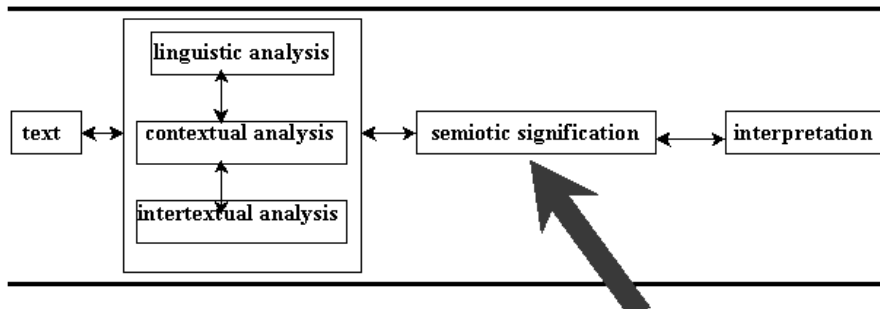 linguistic analysis
text
contextual analysis
semiotic signification
interpretation
intertextual analysis